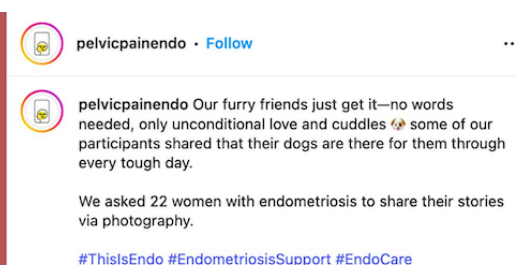 pelvicpainendo • Follow
pelvicpainendo Our furry friends just get it—no words
needed, only unconditional love and cuddles 🐶 some of our
participants shared that their dogs are there for them through
every tough day.
We asked 22 women with endometriosis to share their stories
via photography.
#ThisIsEndo #EndometriosisSupport #EndoCare